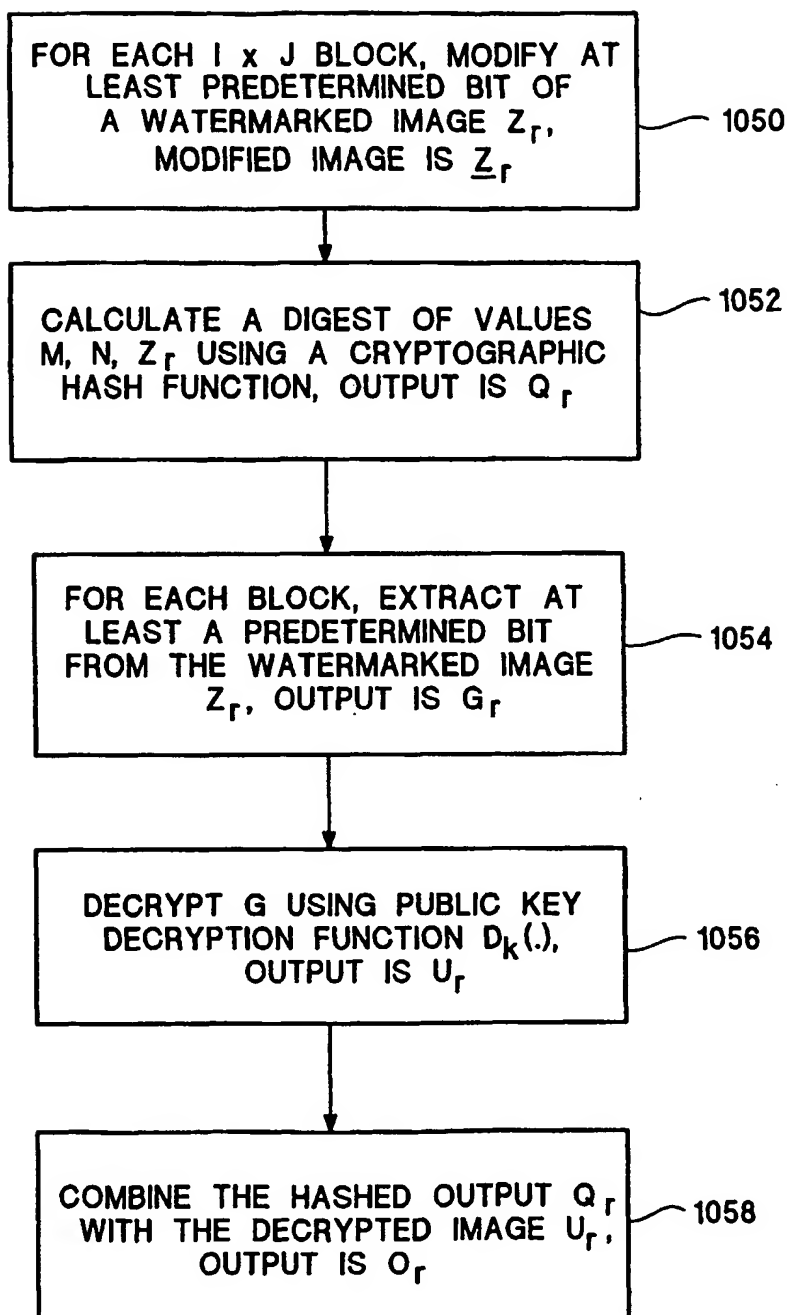 FOR EACH I x J BLOCK, MODIFY AT
LEAST PREDETERMINED BIT OF
A WATERMARKED IMAGE Zr,
MODIFIED IMAGE IS Zr
1050
CALCULATE A DIGEST OF VALUES
M, N, Zr USING A CRYPTOGRAPHIC
HASH FUNCTION, OUTPUT IS Qr
1052
FOR EACH BLOCK, EXTRACT AT
LEAST A PREDETERMINED BIT
FROM THE WATERMARKED IMAGE
Zr, OUTPUT IS Gr
1054
DECRYPT G USING PUBLIC KEY
DECRYPTION FUNCTION Dk(.),
OUTPUT IS Ur
1056
COMBINE THE HASHED OUTPUT Qr
WITH THE DECRYPTED IMAGE Ur,
OUTPUT IS Or
1058